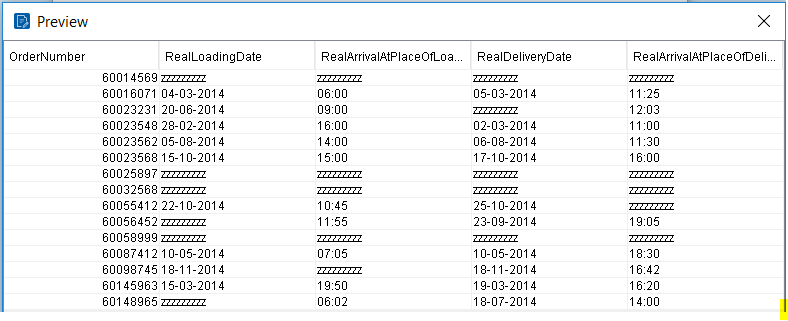 Preview
OrderNumber RealLoadingDate RealArrivalAtPlaceOfLoa... RealDeliveryDate RealArrivalAtPlaceOfDeli...
60014569 zzzzzzzzz zzzzzzzzz zzzzzzzzz zzzzzzzzz
60016071 04-03-2014 06:00 05-03-2014 11:25
60023231 20-06-2014 09:00 zzzzzzzzz 12:03
60023548 28-02-2014 16:00 02-03-2014 11:00
60023562 05-08-2014 14:00 06-08-2014 11:30
60023568 15-10-2014 15:00 17-10-2014 16:00
60025897 zzzzzzzzz zzzzzzzzz zzzzzzzzz zzzzzzzzz
60032568 zzzzzzzzz zzzzzzzzz zzzzzzzzz zzzzzzzzz
60055412 22-10-2014 10:45 25-10-2014 zzzzzzzzz
60056452 zzzzzzzzz 11:55 23-09-2014 19:05
60058999 zzzzzzzzz zzzzzzzzz zzzzzzzzz zzzzzzzzz
60087412 10-05-2014 07:05 10-05-2014 18:30
60098745 18-11-2014 zzzzzzzzz 18-11-2014 16:42
60145963 15-03-2014 19:50 19-03-2014 16:20
60148965 zzzzzzzzz 06:02 18-07-2014 14:00